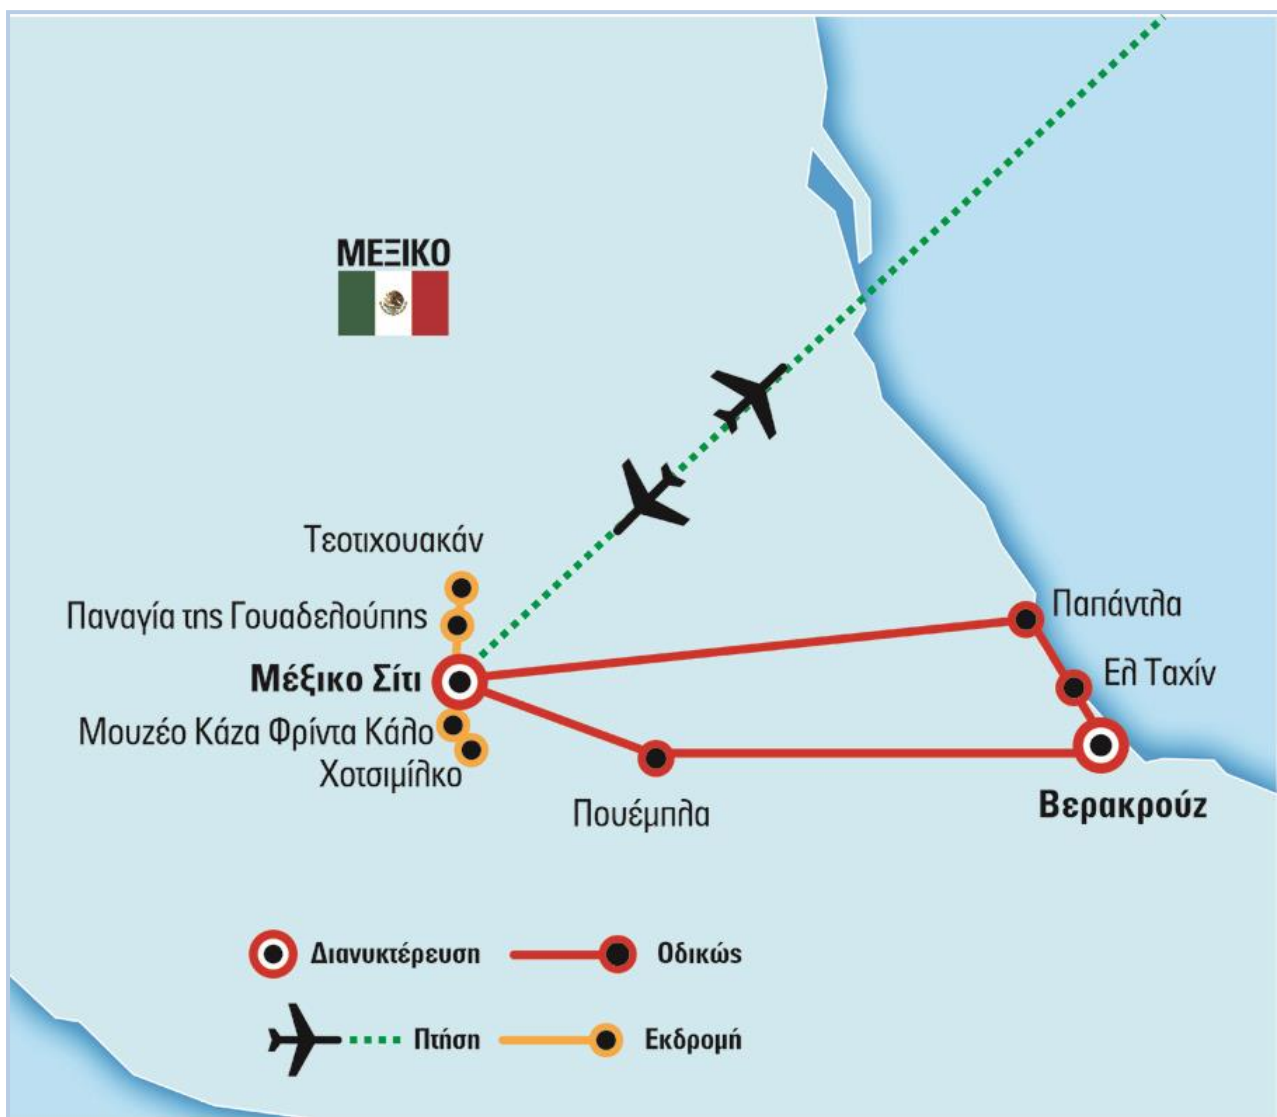 ΜΕΞΙΚΟ
Τεοτιχουακάν
Παναγία της Γουαδελούπης
Μέξικο Σίτι
Μουζέο Κάζα Φρίντα Κάλο
Χοτσιμίλκο
Παπάντλα
Ελ Ταχίν
Πουέμπλα
Βερακρούζ
Διανυκτέρευση
Οδικώς
Πτήση
Εκδρομή